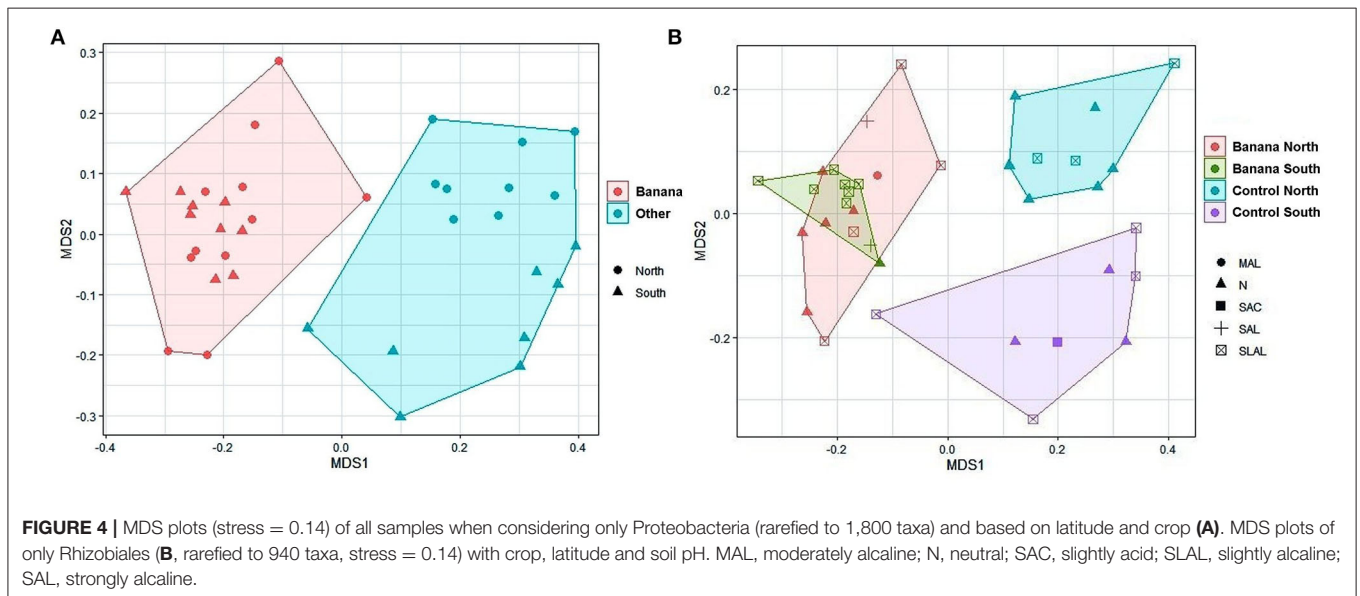 A
B
0.3
0.2
0.1
0.0
-0.1
-0.2
-0.3
MDS2
-0.4
-0.2
0.0
0.2
0.4
MDS1
Banana
Other
North
South
0.2
0.0
-0.2
MDS2
-0.2
0.0
0.2
0.4
MDS1
Banana North
Banana South
Control North
Control South
MAL
N
SAC
SAL
SLAL
FIGURE 4 | MDS plots (stress = 0.14) of all samples when considering only Proteobacteria (rarefied to 1,800 taxa) and based on latitude and crop (A). MDS plots of
only Rhizobiales (B, rarefied to 940 taxa, stress = 0.14) with crop, latitude and soil pH. MAL, moderately alcaline; N, neutral; SAC, slightly acid; SLAL, slightly alcaline;
SAL, strongly alcaline.